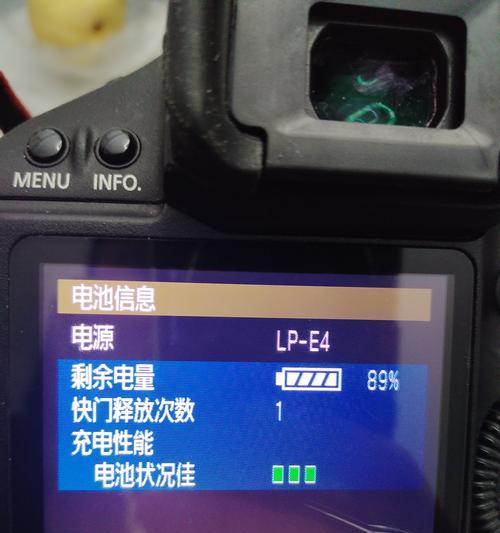 MENU INFO.
电池信息
电源 LP-E4
剩余电量 89%
快门释放次数 1
充电性能
电池状况佳